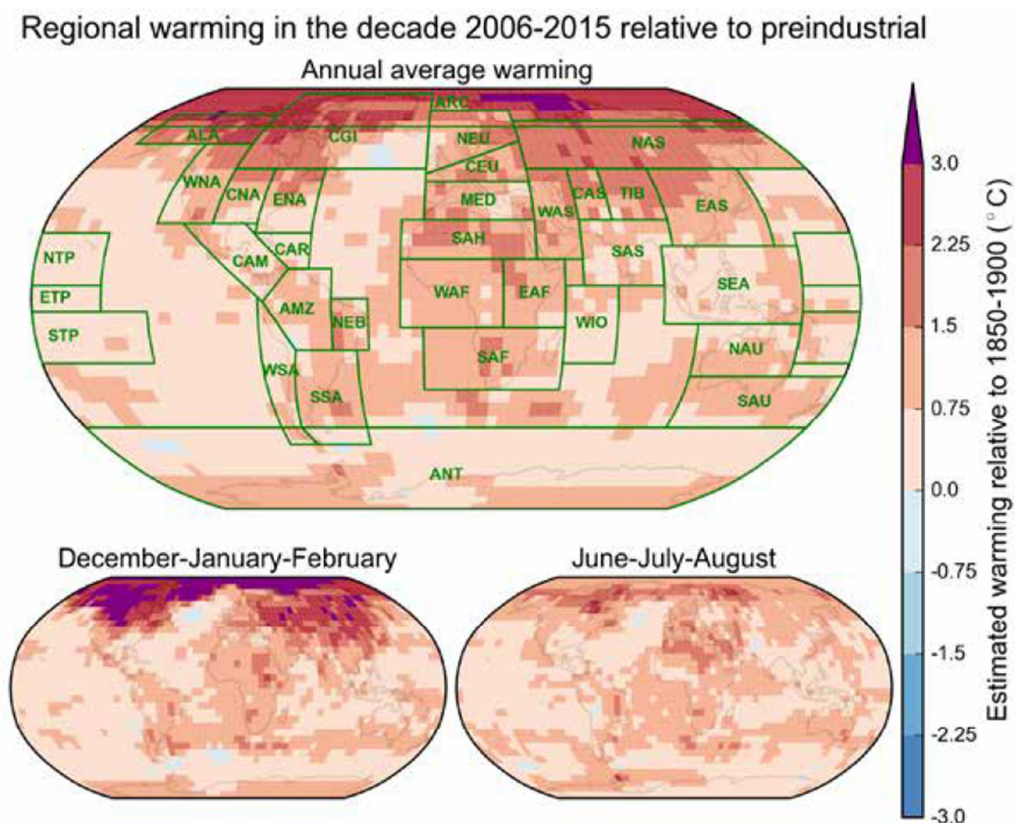 Regional warming in the decade 2006-2015 relative to preindustrial
Annual average warming
ARC
ALA
CGI
NEU
NAS
CEU
WNA
CNA
ENA
MED
WAS
CAS
TIB
EAS
SAH
CAR
CAM
SAS
NTP
SEA
ETP
WAF
EAF
AMZ
NEB
WIO
STP
NAU
SAF
WSA
SSA
SAU
ANT
3.0
2.25
1.5
0.75
0.0
-0.75
-1.5
-2.25
-3.0
Estimated warming relative to 1850-1900 (°C)
December-January-February
June-July-August